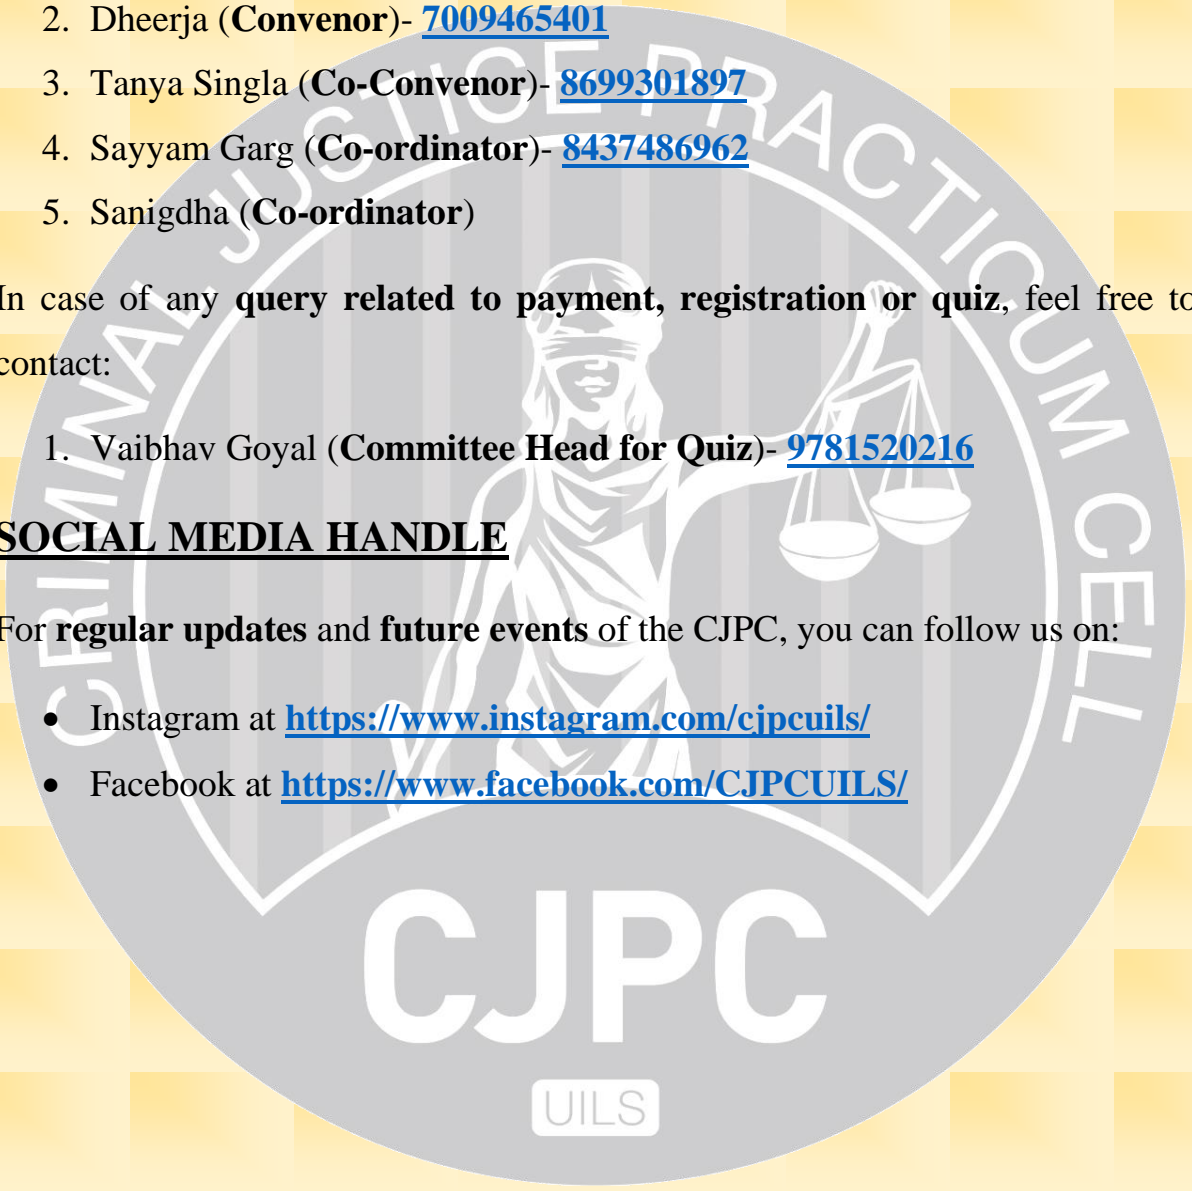 2. Dheerja (Convenor)- 7009465401
3. Tanya Singla (Co-Convenor)- 8699301897
4. Sayyam Garg (Co-ordinator)- 8437486962
5. Sanigdha (Co-ordinator)
In case of any query related to payment, registration or quiz, feel free to
contact:
1. Vaibhav Goyal (Committee Head for Quiz)- 9781520216
SOCIAL MEDIA HANDLE
For regular updates and future events of the CJPC, you can follow us on:
• Instagram at https://www.instagram.com/cjpcuils/
• Facebook at https://www.facebook.com/CJPCUILS/
CRIMINAL JUSTICE PRACTICUM CELL
CJPC
UILS